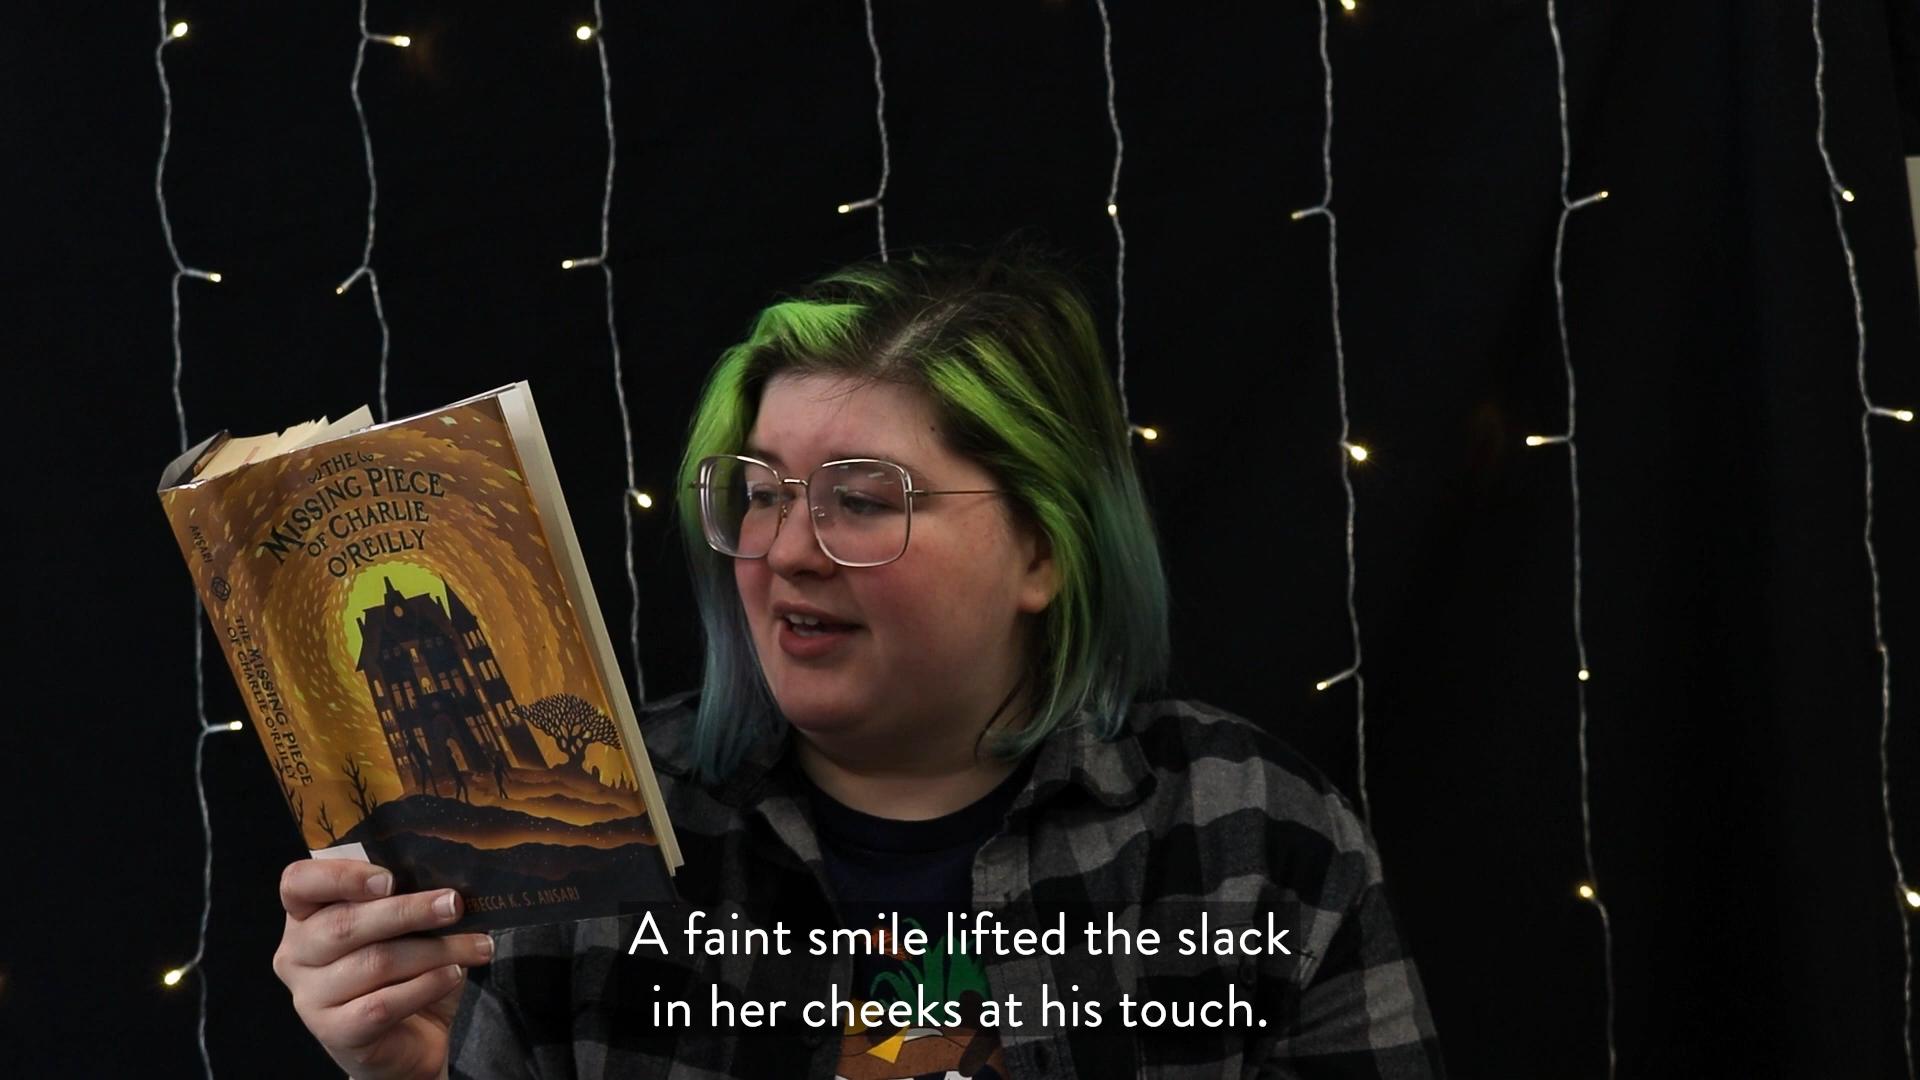 THE
MISSING PIECE
OF CHARLIE
O'REILLY
ANSARI
THE MISSING PIECE
OF CHARLIE O'REILLY
K. S. ANSARI
A faint smile lifted the slack
in her cheeks at his touch.